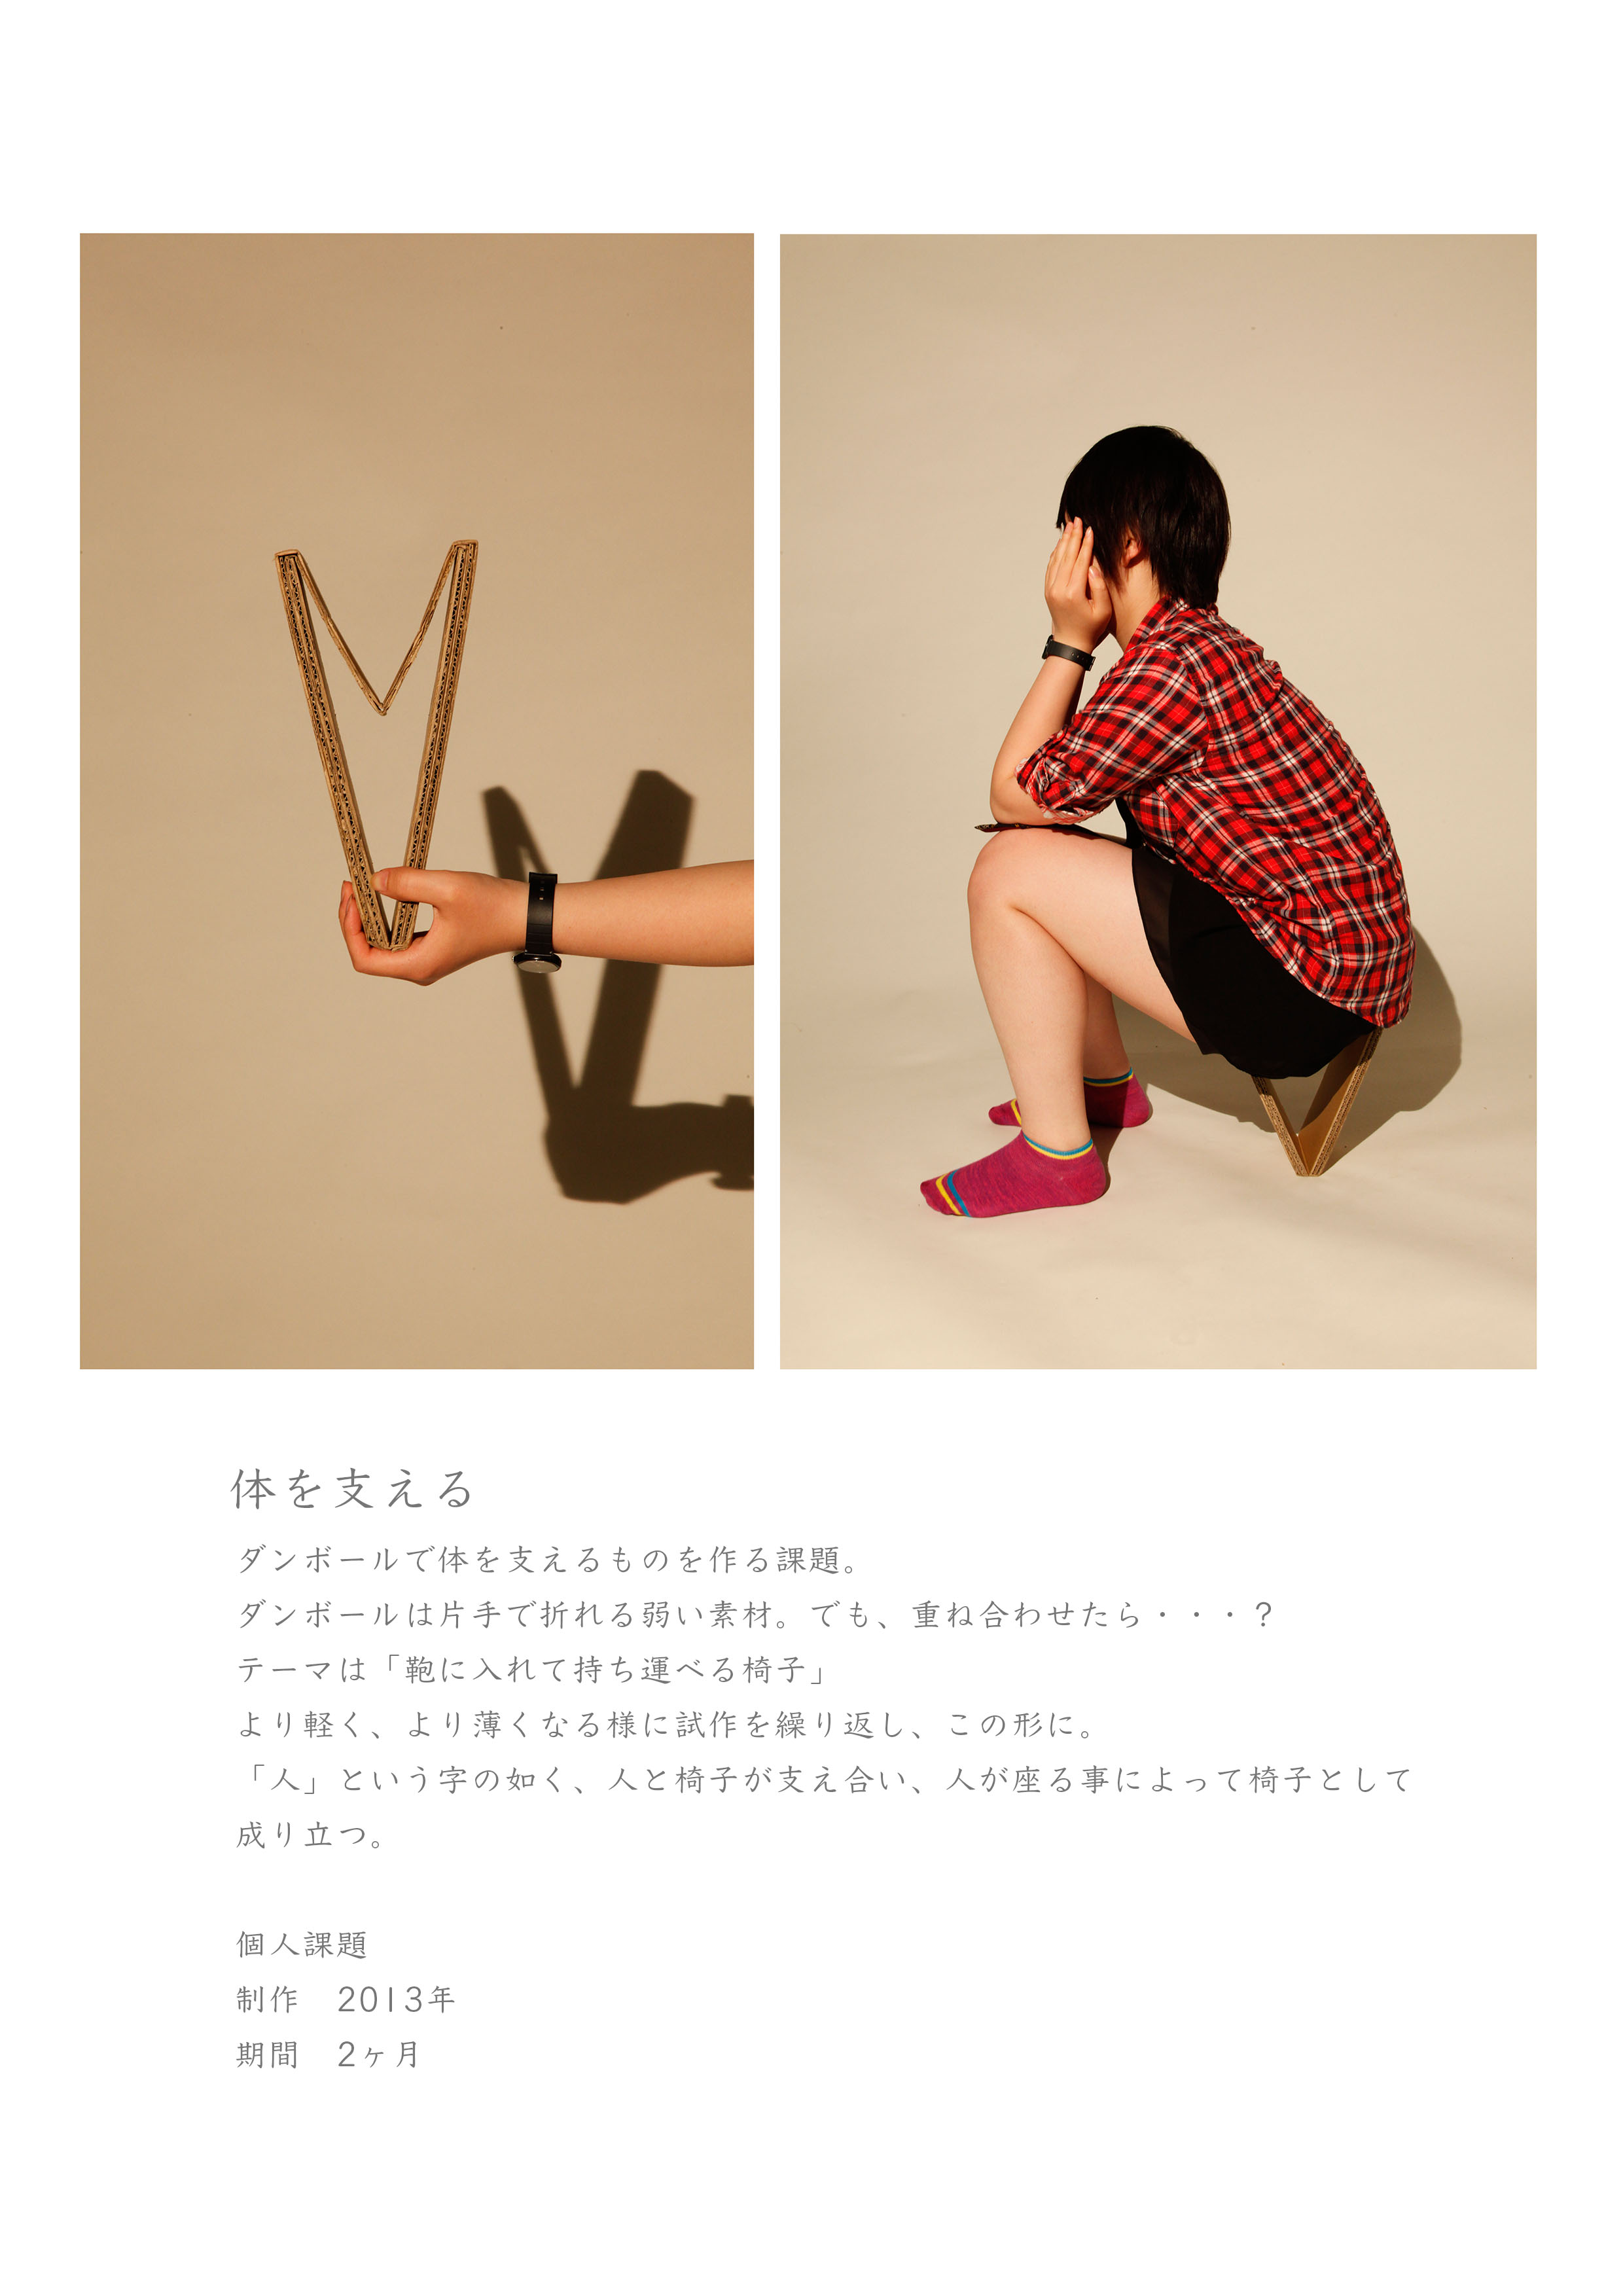 体を支える
ダンボールで体を支えるものを作る課題。
ダンボールは片手で折れる弱い素材。でも、重ね合わせたら・・・？
テーマは「鞄に入れて持ち運べる椅子」
より軽く、より薄くなる様に試作を繰り返し、この形に。
「人」という字の如く、人と椅子が支え合い、人が座る事によって椅子として
成り立つ。
個人課題
制作　2013年
期間　2ヶ月